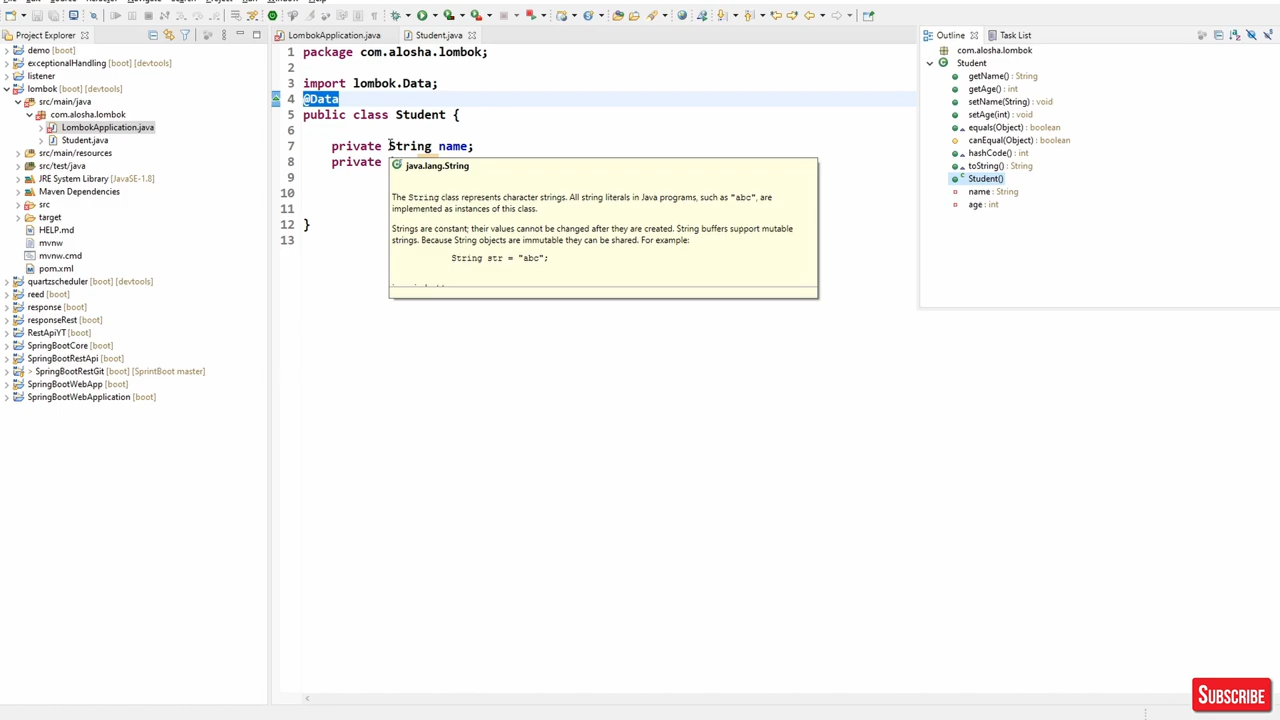 Project Explorer
demo [boot]
exceptionalHandling [boot] [devtools]
listener
lombok [boot] [devtools]
src/main/java
com.alosha.lombok
LombokApplication.java
Student.java
src/main/resources
src/test/java
JRE System Library [JavaSE-1.8]
Maven Dependencies
src
target
HELP.md
mvnw
mvnw.cmd
pom.xml
quartzscheduler [boot] [devtools]
reed [boot]
response [boot]
responseRest [boot]
RestApiYT [boot]
SpringBootCore [boot]
SpringBootRestApi [boot]
> SpringBootRestGit [boot] [SprintBoot master]
SpringBootWebApp [boot]
SpringBootWebApplication [boot]
LombokApplication.java Student.java
1 package com.alosha.lombok;
2
3 import lombok.Data;
4 @Data
5 public class Student {
6
7 private String name;
8 private
9
10
11
12 }
13
java.lang.String
The String class represents character strings. All string literals in Java programs, such as "abc", are
implemented as instances of this class.
Strings are constant; their values cannot be changed after they are created. String buffers support mutable
strings. Because String objects are immutable they can be shared. For example:
String str = "abc";
Outline Task List
com.alosha.lombok
Student
getName() : String
getAge() : int
setName(String) : void
setAge(int) : void
equals(Object) : boolean
canEqual(Object) : boolean
hashCode() : int
toString() : String
Student()
name : String
age : int
SUBSCRIBE